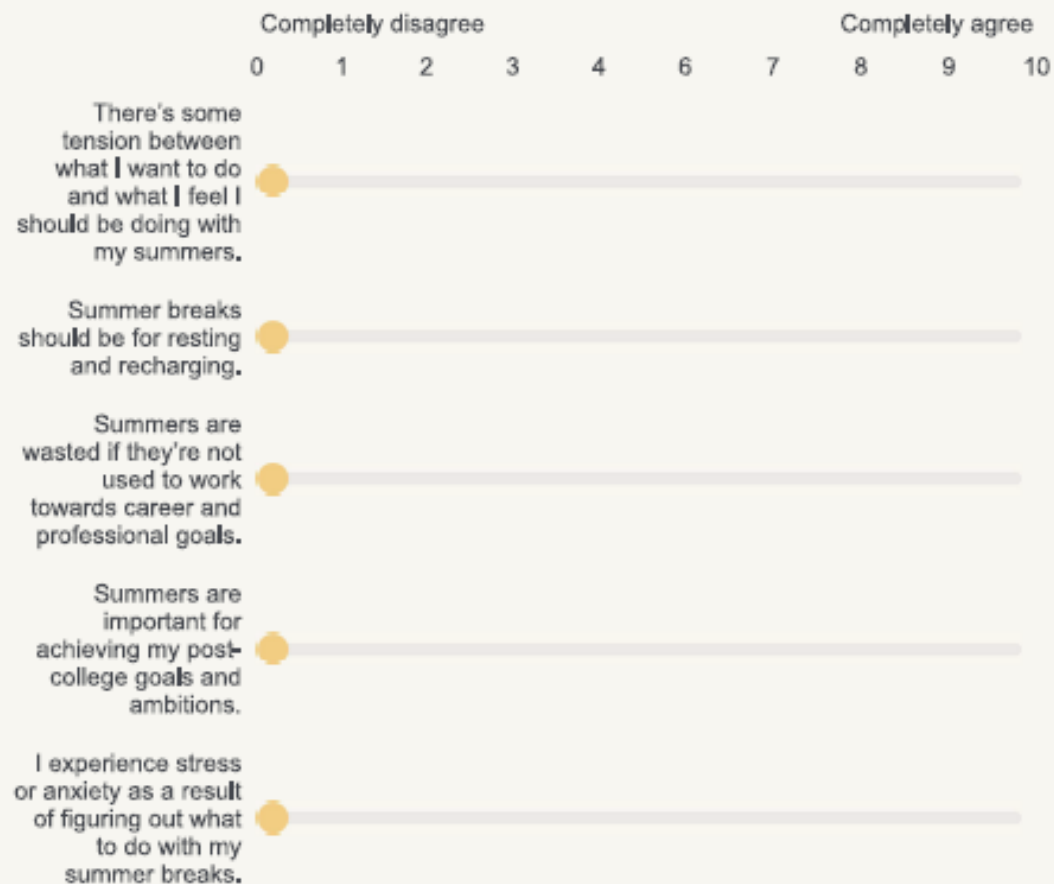 Completely disagree Completely agree
0 1 2 3 4 6 7 8 9 10
There's some
tension between
what I want to do
and what I feel I
should be doing with
my summers.
Summer breaks
should be for resting
and recharging.
Summers are
wasted if they're not
used to work
towards career and
professional goals.
Summers are
important for
achieving my post-
college goals and
ambitions.
I experience stress
or anxiety as a result
of figuring out what
to do with my
summer breaks.